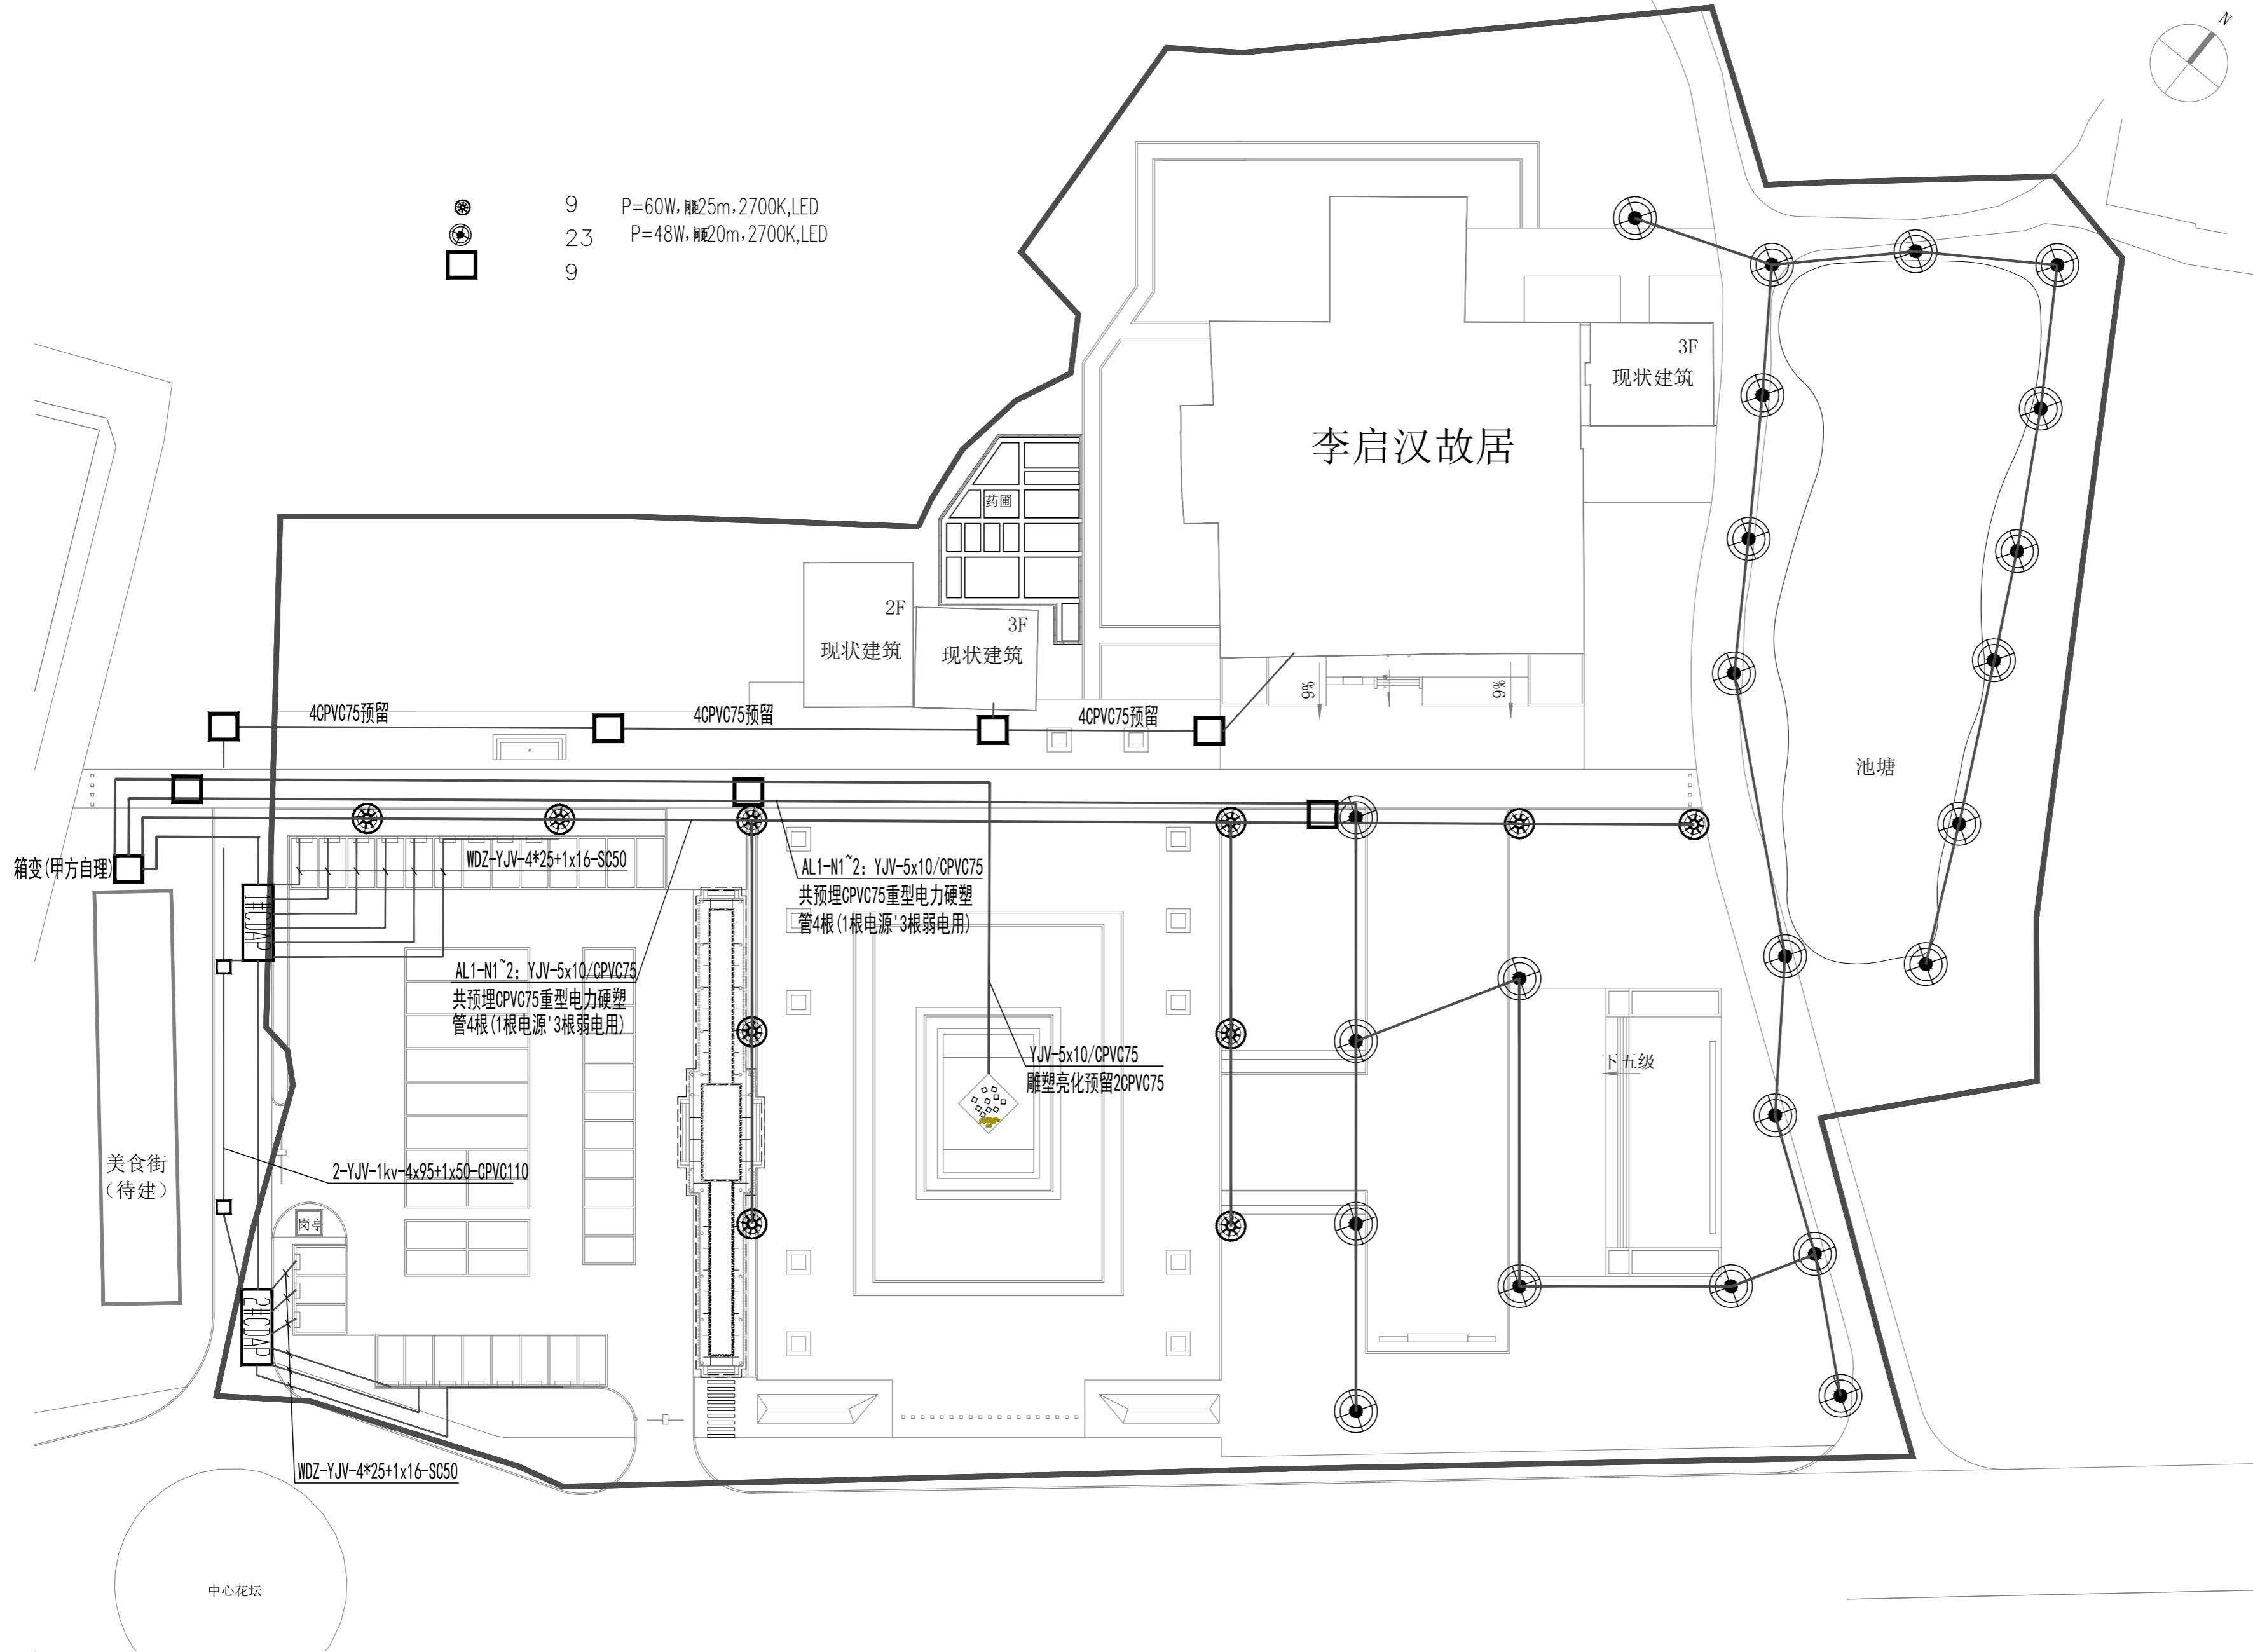 N
9 P=60W,间距25m,2700K,LED
23 P=48W,间距20m,2700K,LED
9
3F
现状建筑
李启汉故居
药圃
2F
现状建筑
3F
现状建筑
9%
9%
4CPVC75预留
4CPVC75预留
4CPVC75预留
池塘
箱变(甲方自理)
WDZ-YJV-4*25+1x16-SC50
AL1-N1~2: YJV-5x10/CPVC75
共预埋CPVC75重型电力硬塑
管4根(1根电源'3根弱电用)
1#CDAP
AL1-N1~2: YJV-5x10/CPVC75
共预埋CPVC75重型电力硬塑
管4根(1根电源'3根弱电用)
YJV-5x10/CPVC75
雕塑亮化预留2CPVC75
下五级
美食街
(待建)
2-YJV-1kv-4x95+1x50-CPVC110
岗亭
2#CDAP
WDZ-YJV-4*25+1x16-SC50
中心花坛